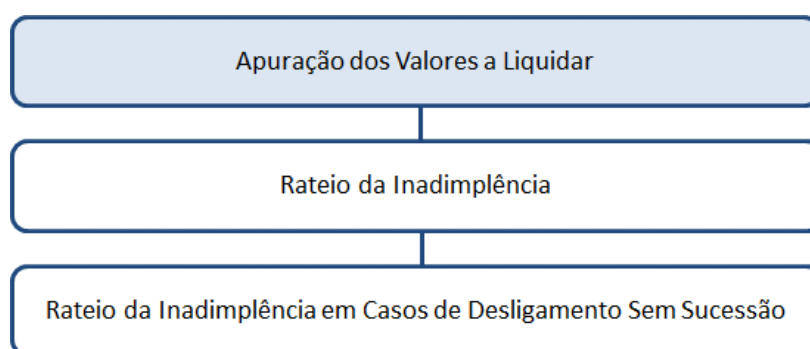 Apuração dos Valores a Liquidar
Rateio da Inadimplência
Rateio da Inadimplência em Casos de Desligamento Sem Sucessão